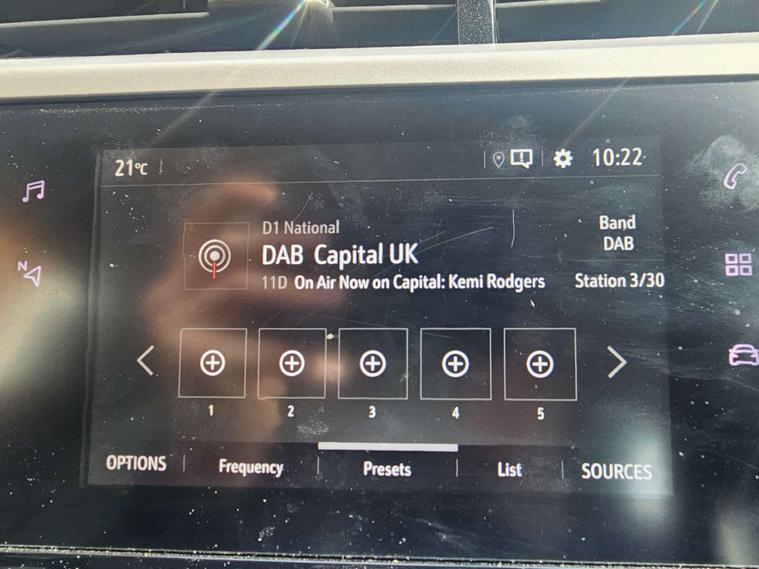 21°C
10:22
D1 National
Band
DAB
DAB Capital UK
11D On Air Now on Capital: Kemi Rodgers
Station 3/30
N
1 2 3 4 5
OPTIONS Frequency Presets List SOURCES